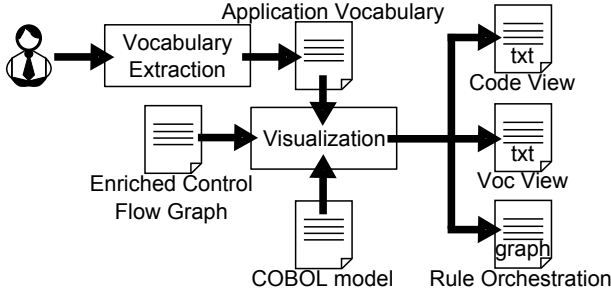 Application Vocabulary
Vocabulary
Extraction
txt
Code View
Visualization
txt
Voc View
Enriched Control
Flow Graph
graph
COBOL model
Rule Orchestration